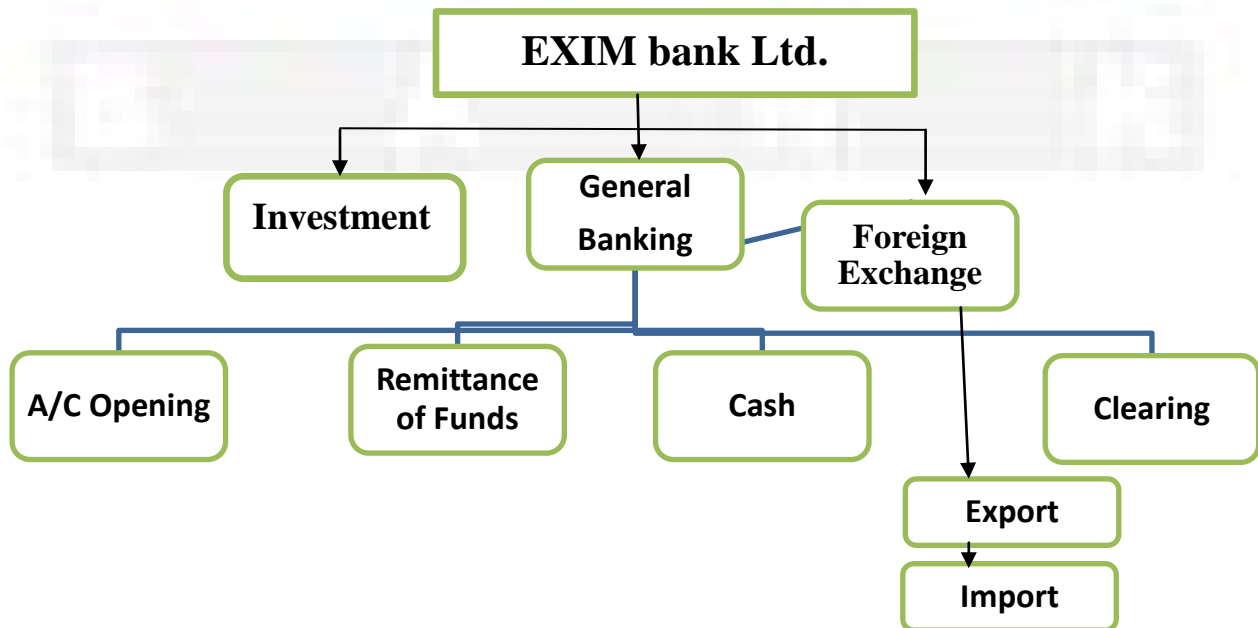 EXIM bank Ltd.
Investment
General
Banking
Foreign
Exchange
A/C Opening
Remittance
of Funds
Cash
Clearing
Export
Import